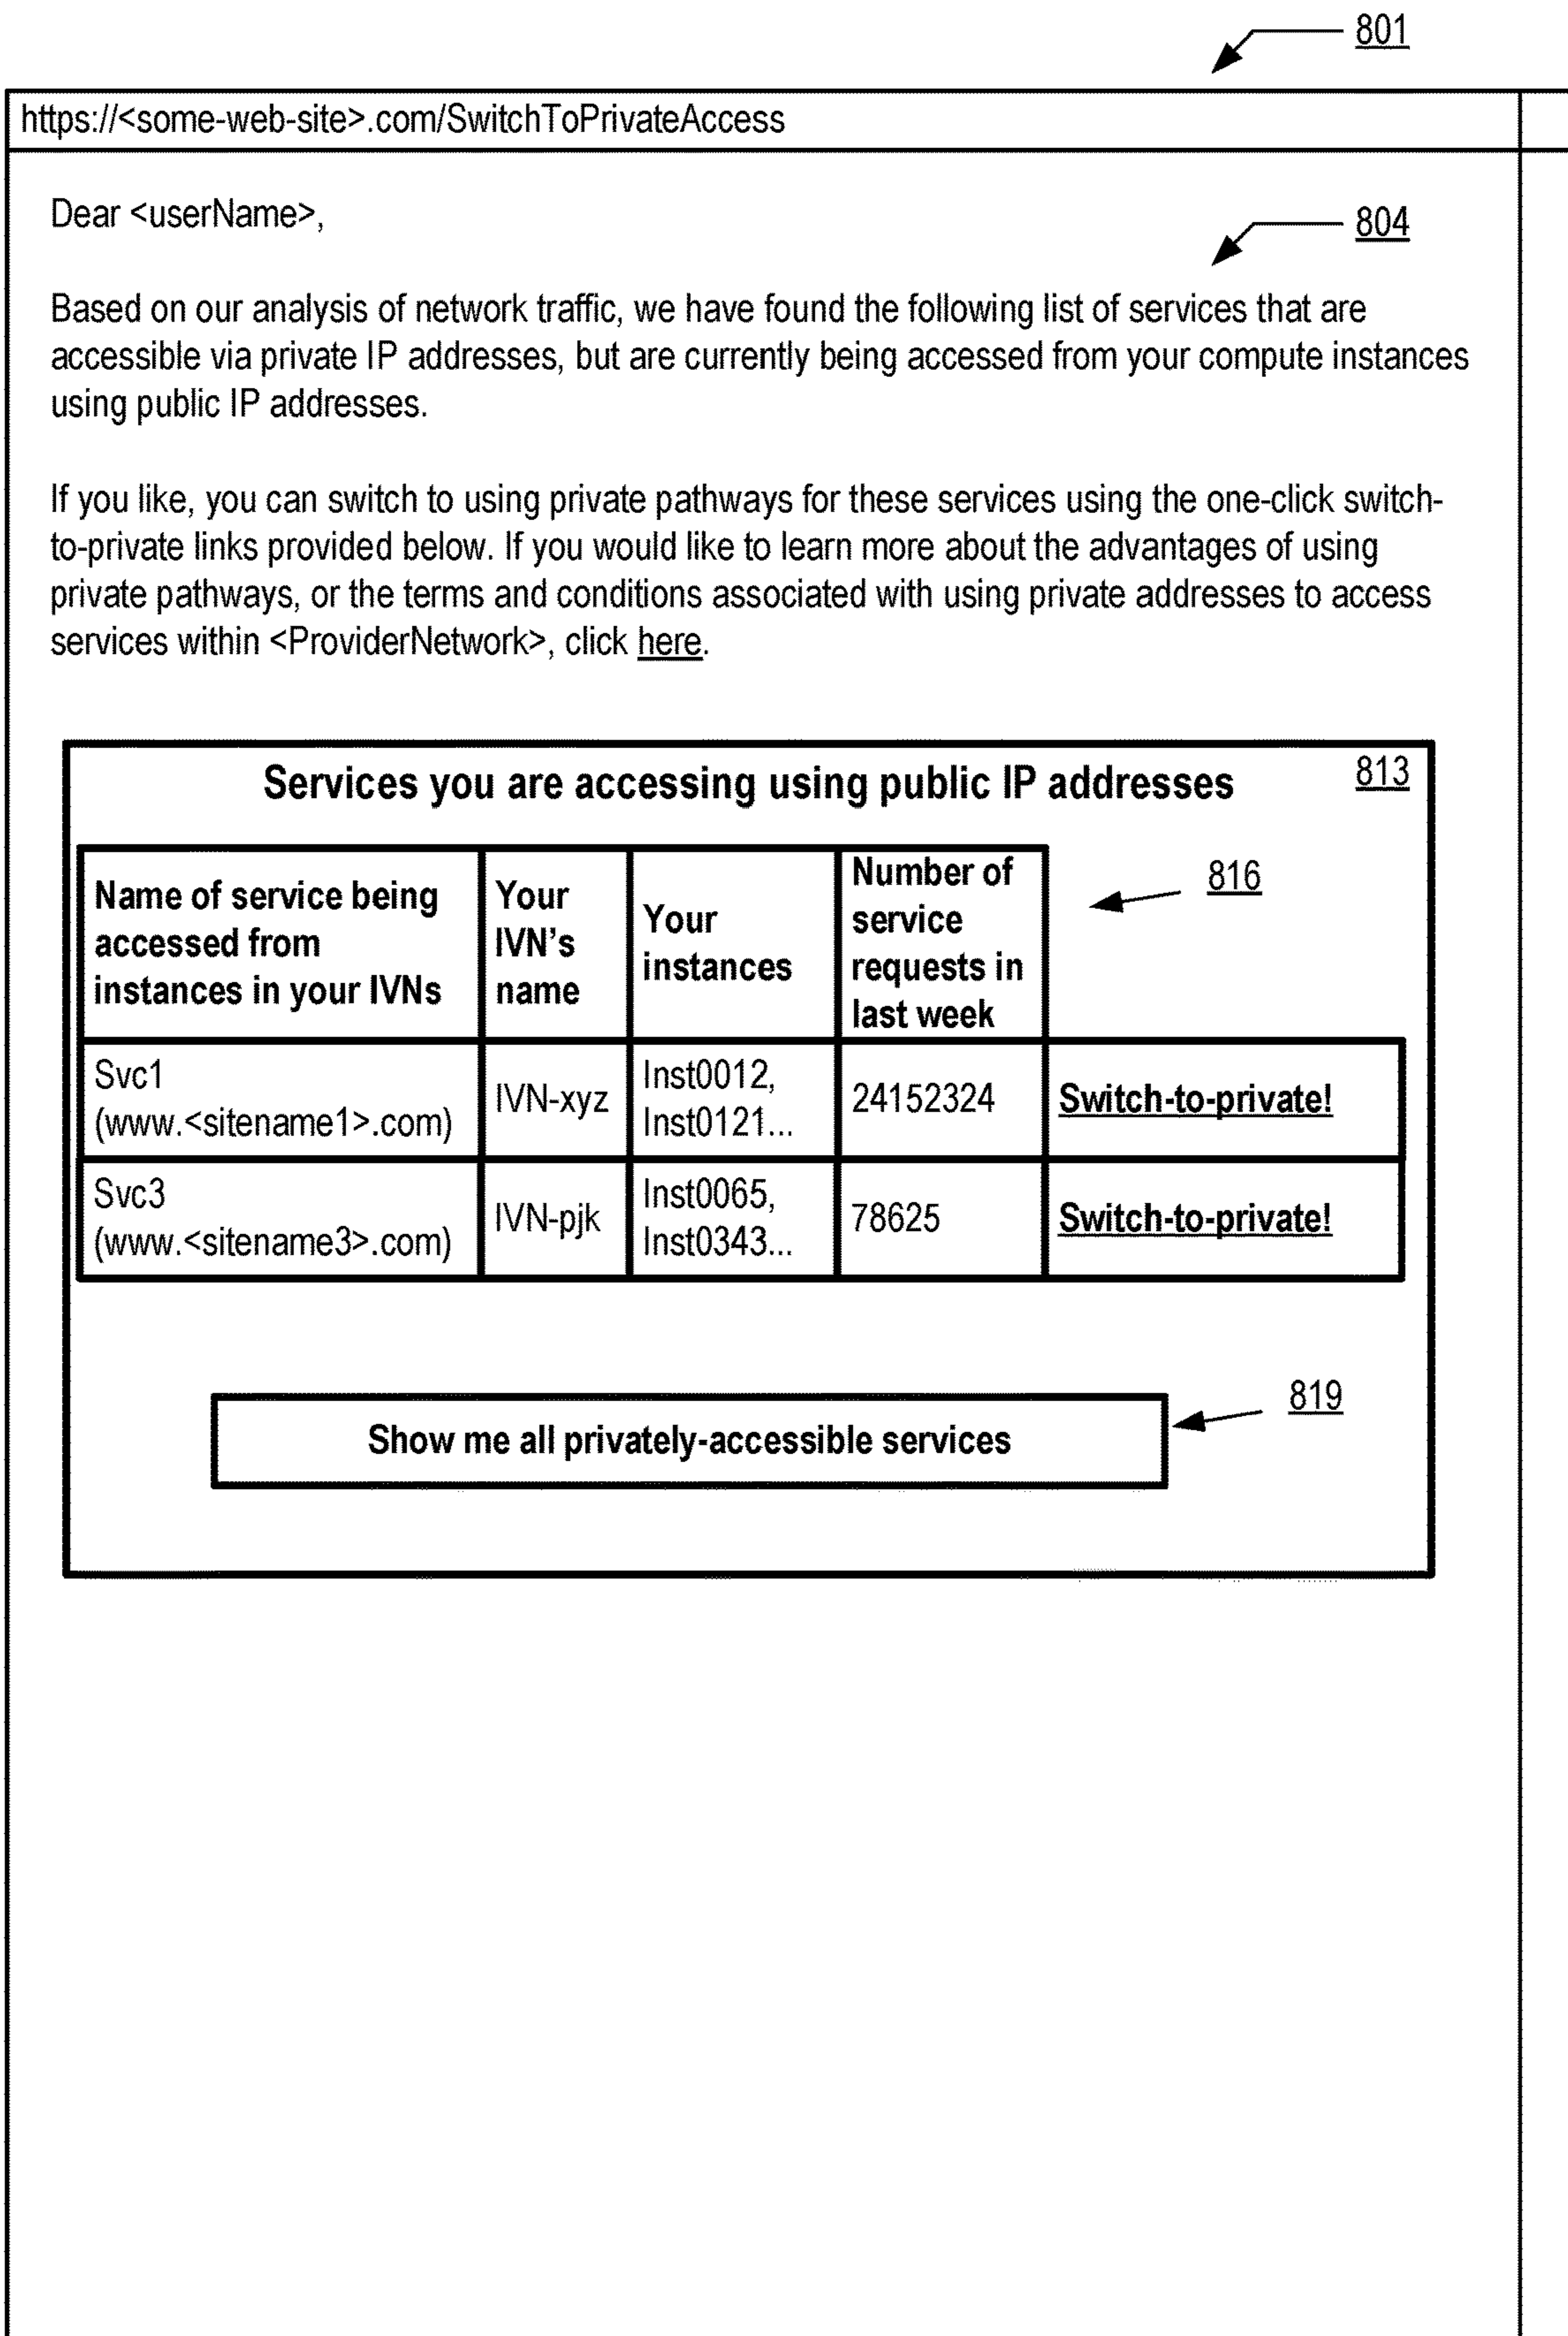 801
https://<some-web-site>.com/SwitchToPrivateAccess
Dear <userName>,
804
Based on our analysis of network traffic, we have found the following list of services that are
accessible via private IP addresses, but are currently being accessed from your compute instances
using public IP addresses.
If you like, you can switch to using private pathways for these services using the one-click switch-
to-private links provided below. If you would like to learn more about the advantages of using
private pathways, or the terms and conditions associated with using private addresses to access
services within <ProviderNetwork>, click here.
Services you are accessing using public IP addresses
813
Name of service being
accessed from
instances in your IVNs
Your
IVN's
name
Your
instances
Number of
service
requests in
last week
816
Svc1
(www.<sitename1>.com)
IVN-xyz
Inst0012,
Inst0121...
24152324
Switch-to-private!
Svc3
(www.<sitename3>.com)
IVN-pjk
Inst0065,
Inst0343...
78625
Switch-to-private!
819
Show me all privately-accessible services